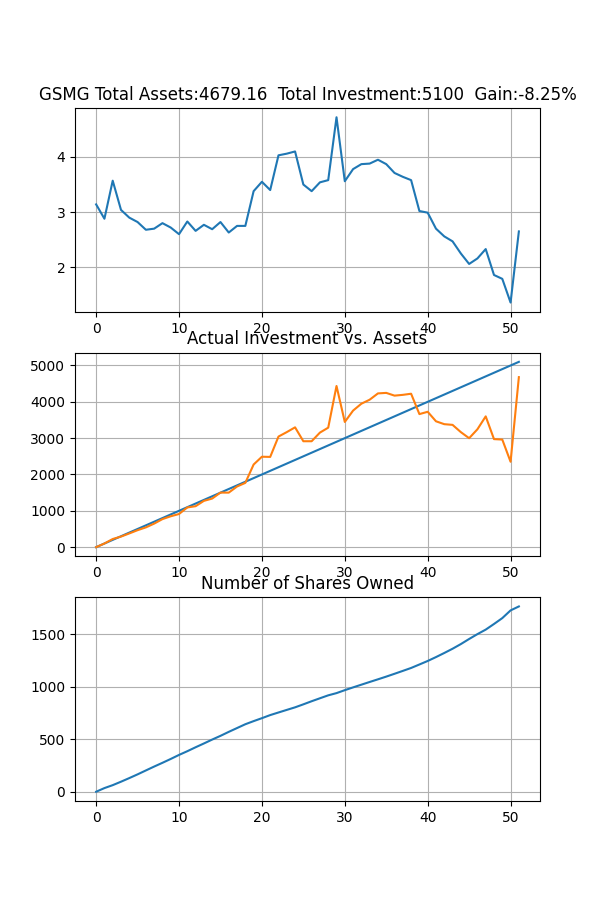 GSMG Total Assets:4679.16  Total Investment:5100  Gain:-8.25%
4
3
2
0 10 20 30 40 50
Actual Investment vs. Assets
5000
4000
3000
2000
1000
0
0 10 20 30 40 50
Number of Shares Owned
1500
1000
500
0
0 10 20 30 40 50